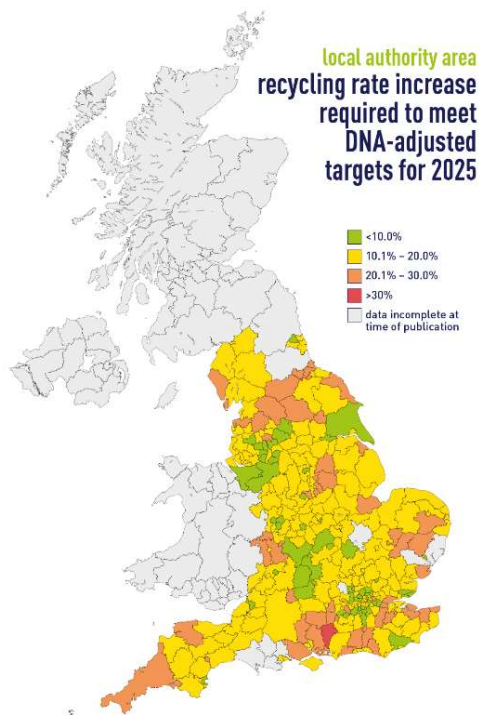 local authority area
recycling rate increase
required to meet
DNA-adjusted
targets for 2025
<10.0%
10.1% – 20.0%
20.1% – 30.0%
>30%
data incomplete at
time of publication